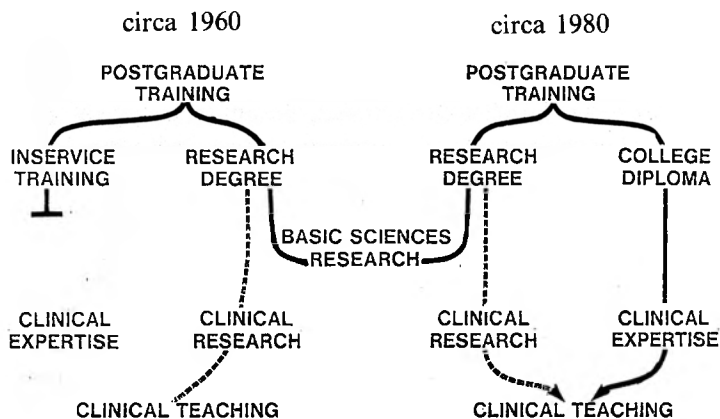 circa 1960
circa 1980
POSTGRADUATE
TRAINING
POSTGRADUATE
TRAINING
INSERVICE
TRAINING
RESEARCH
DEGREE
RESEARCH
DEGREE
COLLEGE
DIPLOMA
BASIC SCIENCES
RESEARCH
CLINICAL
EXPERTISE
CLINICAL
RESEARCH
CLINICAL
RESEARCH
CLINICAL
EXPERTISE
CLINICAL TEACHING
CLINICAL TEACHING